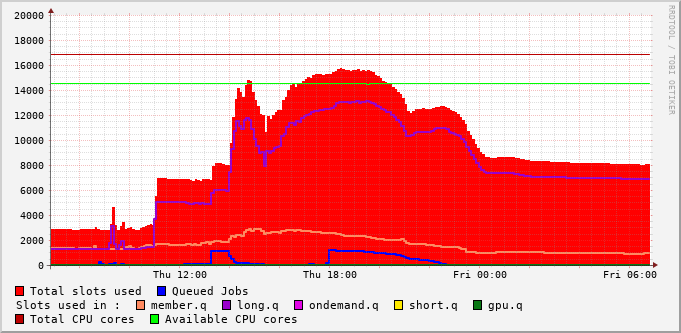 20000
18000
16000
14000
12000
10000
8000
6000
4000
2000
0
Thu 12:00 Thu 18:00 Fri 00:00 Fri 06:00
RRDTOOL / TOBI OETIKER
Total slots used Queued Jobs
Slots used in : member.q long.q ondemand.q short.q gpu.q
Total CPU cores Available CPU cores